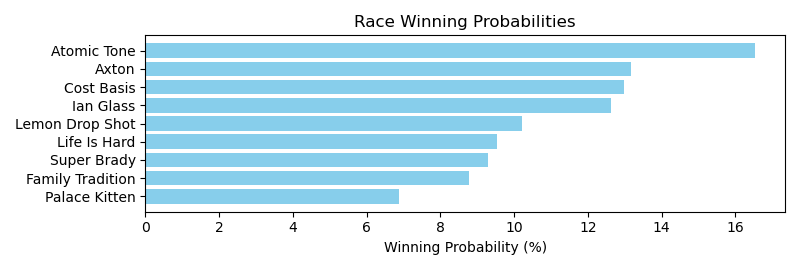 Race Winning Probabilities
Atomic Tone
Axton
Cost Basis
Ian Glass
Lemon Drop Shot
Life Is Hard
Super Brady
Family Tradition
Palace Kitten
0 2 4 6 8 10 12 14 16
Winning Probability (%)